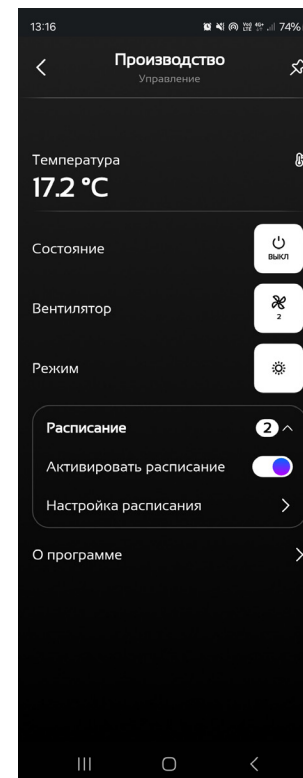 13:16
74%
Производство
Управление
Температура
17.2 °C
Состояние
ВЫКЛ
Вентилятор
2
Режим
Расписание 2
Активировать расписание
Настройка расписания
О программе